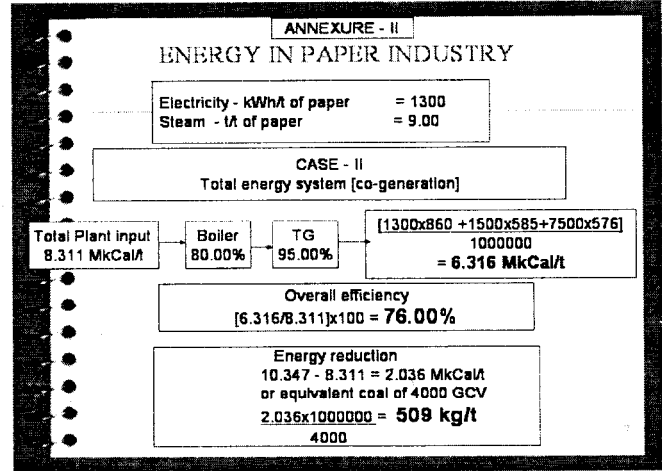 ANNEXURE - II
ENERGY IN PAPER INDUSTRY
Electricity - kWh/t of paper = 1300
Steam - t/t of paper = 9.00
CASE - II
Total energy system [co-generation]
Total Plant input
8.311 MkCal/t
Boiler
80.00%
TG
95.00%
[1300x860 +1500x585+7500x576]
1000000
= 6.316 MkCal/t
Overall efficiency
[6.316/8.311]x100 = 76.00%
Energy reduction
10.347 - 8.311 = 2.036 MkCal/t
or equivalent coal of 4000 GCV
2.036x1000000 = 509 kg/t
4000